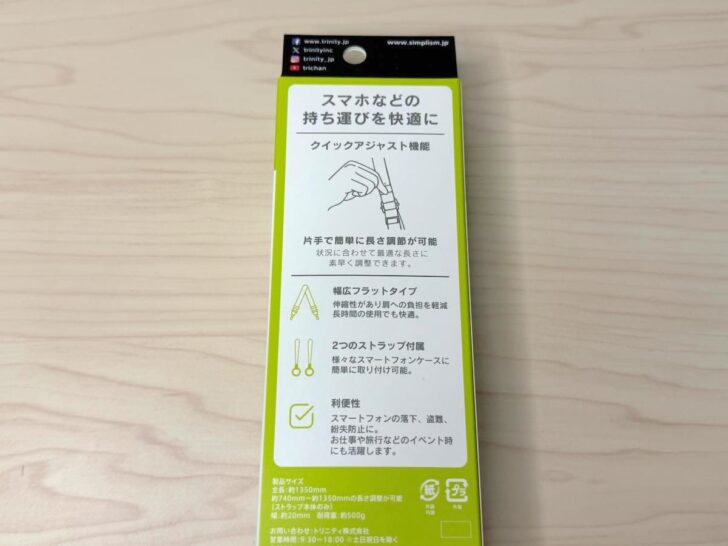 www.trinity.jp
trinityinc
trinity_jp
trichan
www.simplism.jp
スマホなどの
持ち運びを快適に
クイックアジャスト機能
片手で簡単に長さ調節が可能
状況に合わせて最適な長さに
素早く調整できます。
幅広フラットタイプ
伸縮性があり肩への負担を軽減
長時間の使用でも快適。
2つのストラップ付属
様々なスマートフォンケースに
簡単に取り付け可能。
利便性
スマートフォンの落下、盗難、
紛失防止に。
お仕事や旅行などのイベント時
にも活躍します。
製品サイズ
全長:約1350mm
約740mm～約1350mmの長さ調整が可能
(ストラップ本体のみ)
幅:約20mm 耐荷重:約500g
紙
プラ
お問い合わせ:トリニティ株式会社
営業時間:9:30～18:00 ※土日祝日を除く